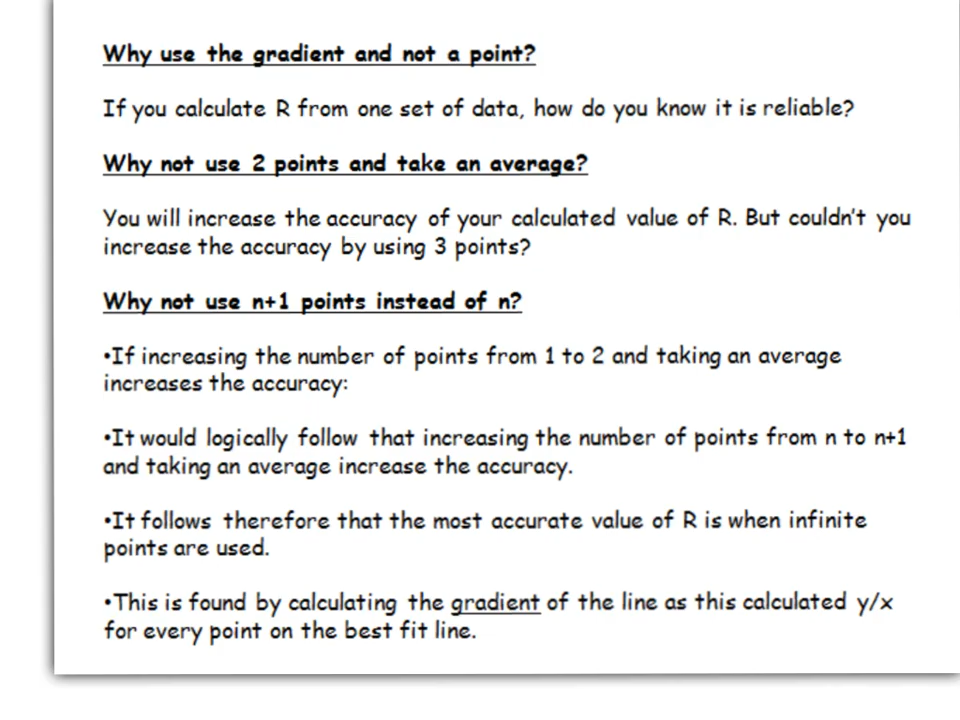 Why use the gradient and not a point?
If you calculate R from one set of data, how do you know it is reliable?
Why not use 2 points and take an average?
You will increase the accuracy of your calculated value of R. But couldn't you
increase the accuracy by using 3 points?
Why not use n+1 points instead of n?
•If increasing the number of points from 1 to 2 and taking an average
increases the accuracy:
•It would logically follow that increasing the number of points from n to n+1
and taking an average increase the accuracy.
•It follows therefore that the most accurate value of R is when infinite
points are used.
•This is found by calculating the gradient of the line as this calculated y/x
for every point on the best fit line.